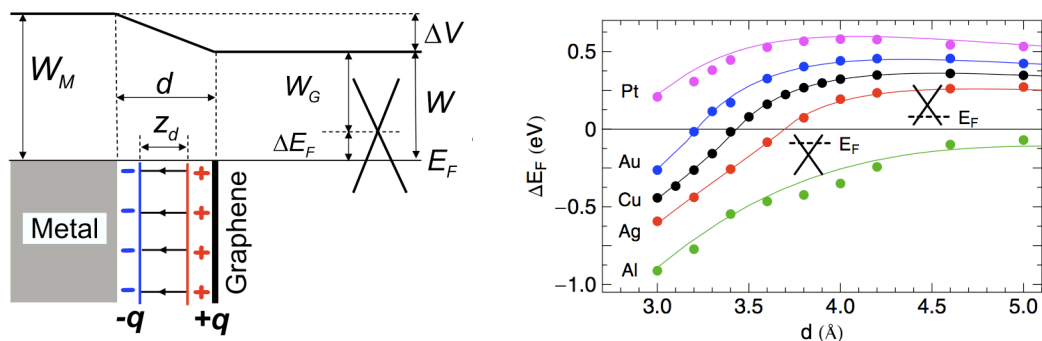 W_M
d
z_d
ΔV
W_G
W
ΔE_F
E_F
Metal
Graphene
-q
+q
ΔE_F (eV)
0.5
0
−0.5
−1.0
Pt
Au
Cu
Ag
Al
E_F
E_F
3.0 3.5 4.0 4.5 5.0
d (Å)